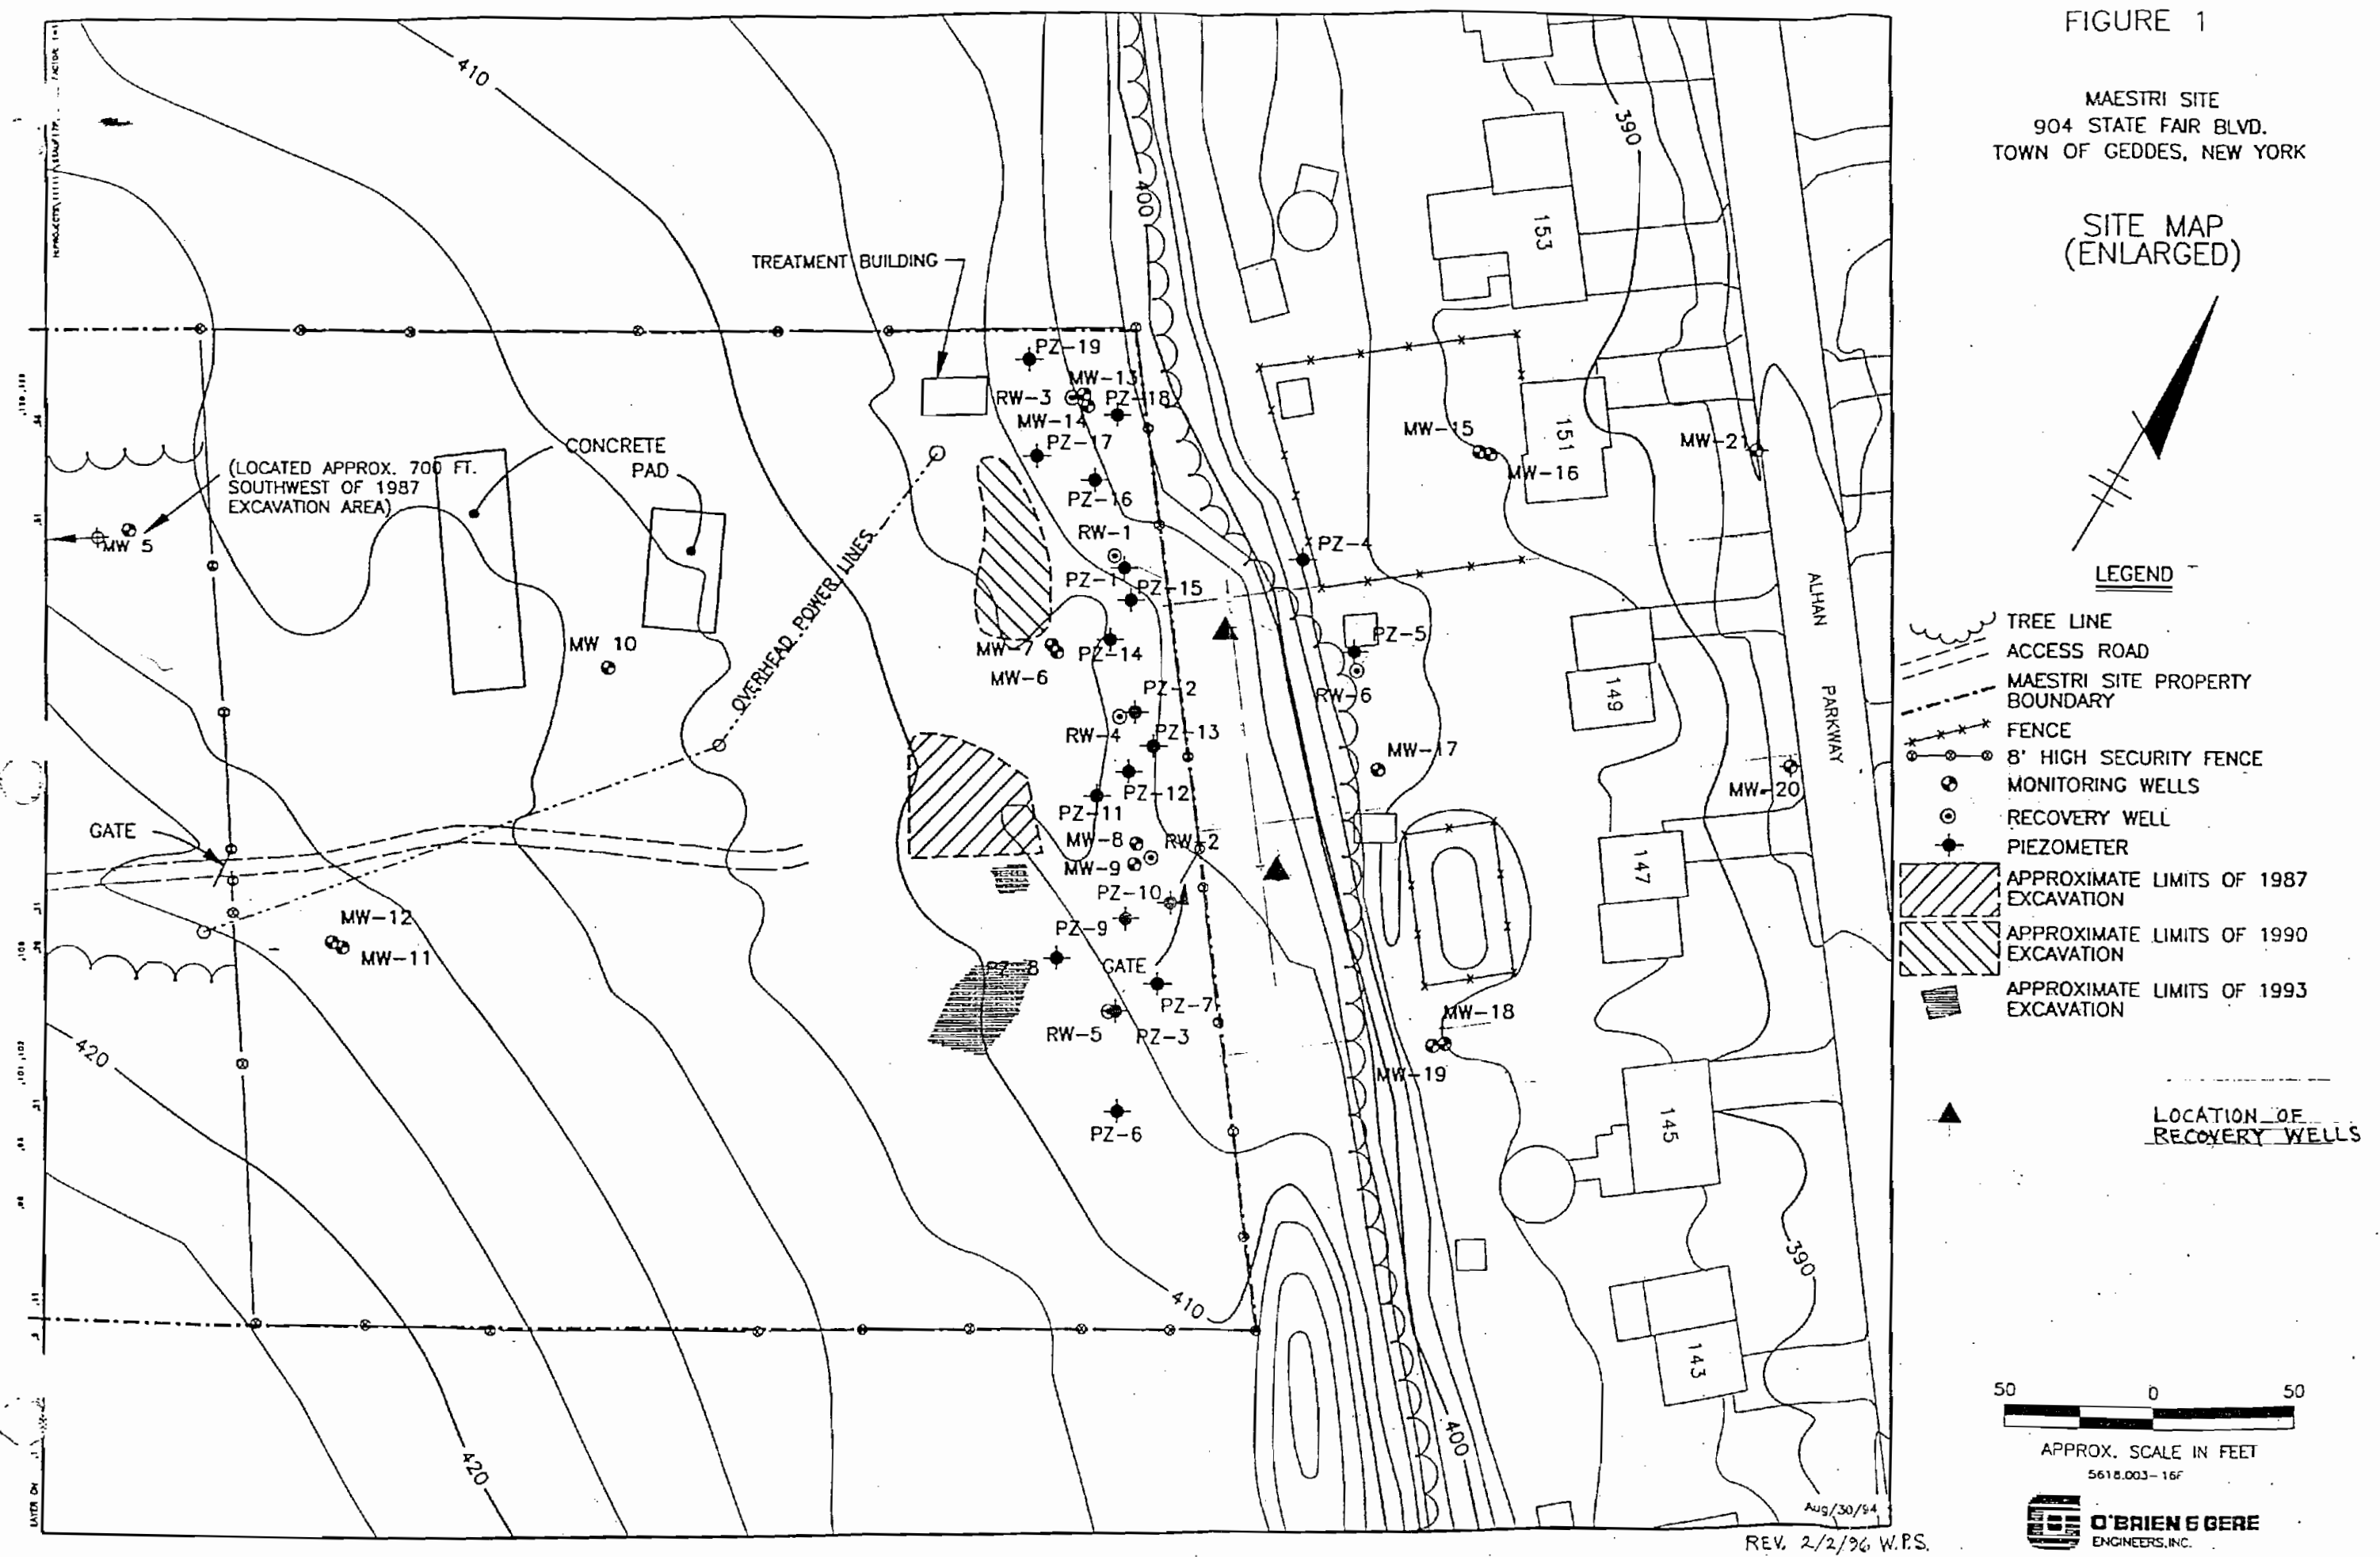 FIGURE 1
MAESTRI SITE
904 STATE FAIR BLVD.
TOWN OF GEDDES, NEW YORK
SITE MAP
(ENLARGED)
410
400
390
153
TREATMENT BUILDING
PZ-19
MW-13
RW-3
PZ-18
MW-14
PZ-17
PZ-16
CONCRETE
PAD
(LOCATED APPROX. 700 FT.
SOUTHWEST OF 1987
EXCAVATION AREA)
MW 5
MW-15
MW-16
151
MW-21
RW-1
PZ-1
PZ-15
PZ-4
OVERHEAD POWER LINES
MW 10
MW-7
MW-6
PZ-14
PZ-5
RW-6
PZ-2
RW-4
PZ-13
PZ-12
PZ-11
MW-17
149
ALHAN
PARKWAY
MW-20
GATE
MW-8
RW-2
MW-9
PZ-10
PZ-9
147
MW-12
MW-11
PZ-8
GATE
PZ-7
RW-5
PZ-3
MW-18
MW-19
420
PZ-6
145
390
410
143
400
420
LEGEND
TREE LINE
ACCESS ROAD
MAESTRI SITE PROPERTY
BOUNDARY
FENCE
8' HIGH SECURITY FENCE
MONITORING WELLS
RECOVERY WELL
PIEZOMETER
APPROXIMATE LIMITS OF 1987
EXCAVATION
APPROXIMATE LIMITS OF 1990
EXCAVATION
APPROXIMATE LIMITS OF 1993
EXCAVATION
LOCATION OF
RECOVERY WELLS
50 0 50
APPROX. SCALE IN FEET
5618.003-16F
Aug/30/94
O'BRIEN & GERE
ENGINEERS, INC.
REV. 2/2/96 W.P.S.
LAYER ON